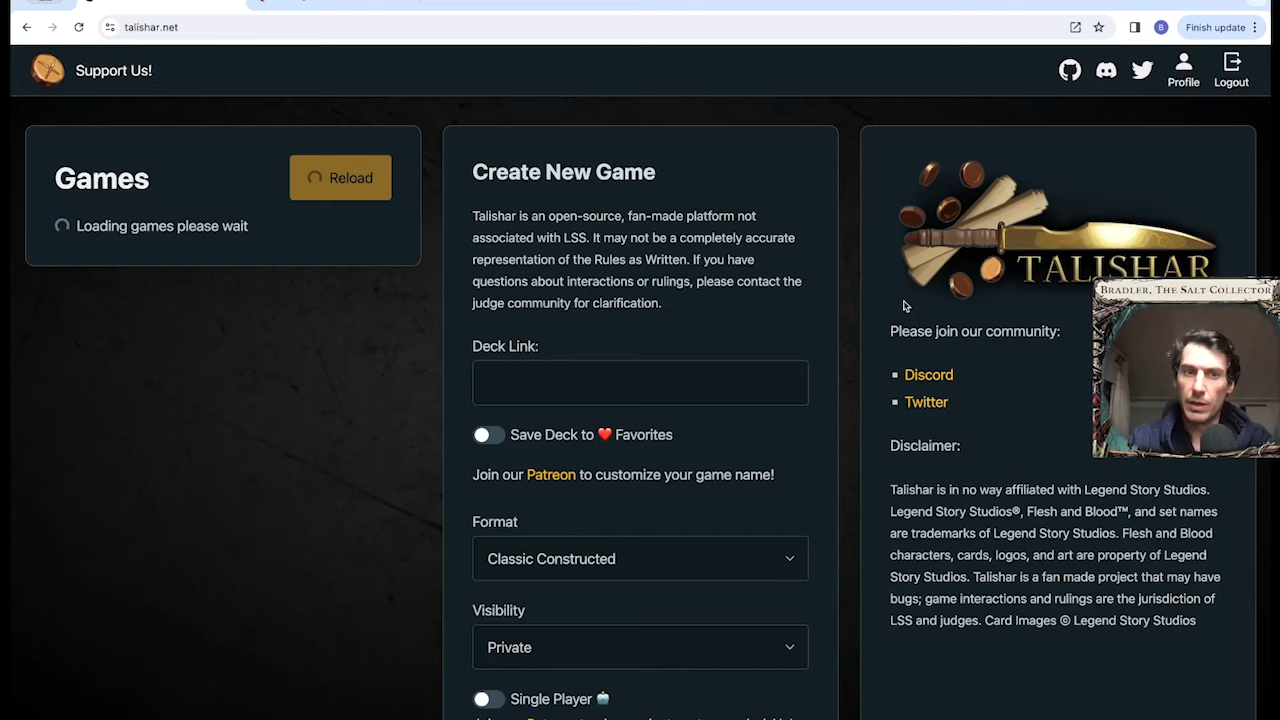 talishar.net
Finish update
Support Us!
Profile
Logout
Games
Reload
Loading games please wait
Create New Game
Talishar is an open-source, fan-made platform not
associated with LSS. It may not be a completely accurate
representation of the Rules as Written. If you have
questions about interactions or rulings, please contact the
judge community for clarification.
Deck Link:
Save Deck to ❤️ Favorites
Join our Patreon to customize your game name!
Format
Classic Constructed
Visibility
Private
Single Player
TALISHAR
BRADLER, THE SALT COLLECTOR
Please join our community:
Discord
Twitter
Disclaimer:
Talishar is in no way affiliated with Legend Story Studios.
Legend Story Studios®, Flesh and Blood™, and set names
are trademarks of Legend Story Studios. Flesh and Blood
characters, cards, logos, and art are property of Legend
Story Studios. Talishar is a fan made project that may have
bugs; game interactions and rulings are the jurisdiction of
LSS and judges. Card Images © Legend Story Studios